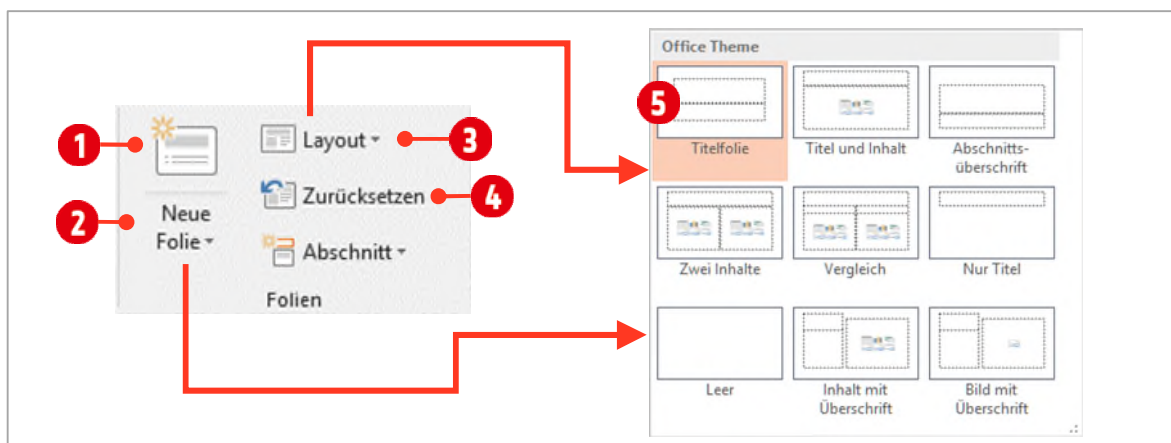 1
2
Neue
Folie
Layout
3
Zurücksetzen
4
Abschnitt
Folien
Office Theme
5
Titelfolie
Titel und Inhalt
Abschnitts-
überschrift
Zwei Inhalte
Vergleich
Nur Titel
Leer
Inhalt mit
Überschrift
Bild mit
Überschrift